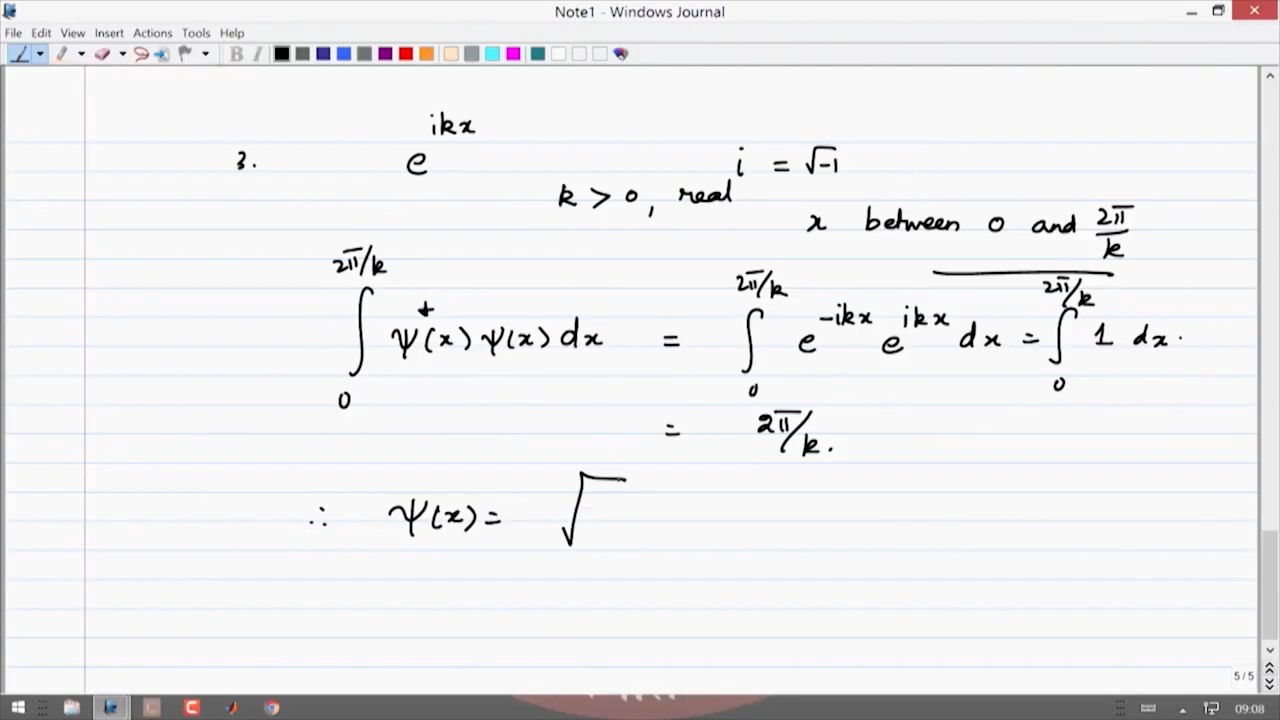 Note1 - Windows Journal
File Edit View Insert Actions Tools Help
B I
3. e^{ikx} i = √-1
k > 0, real
x between 0 and 2π/k
∫_0^{2π/k} ψ*(x) ψ(x) dx = ∫_0^{2π/k} e^{-ikx} e^{ikx} dx = ∫_0^{2π/k} 1 dx.
= 2π/k.
∴ ψ(x) = √
5 / 5
09:08